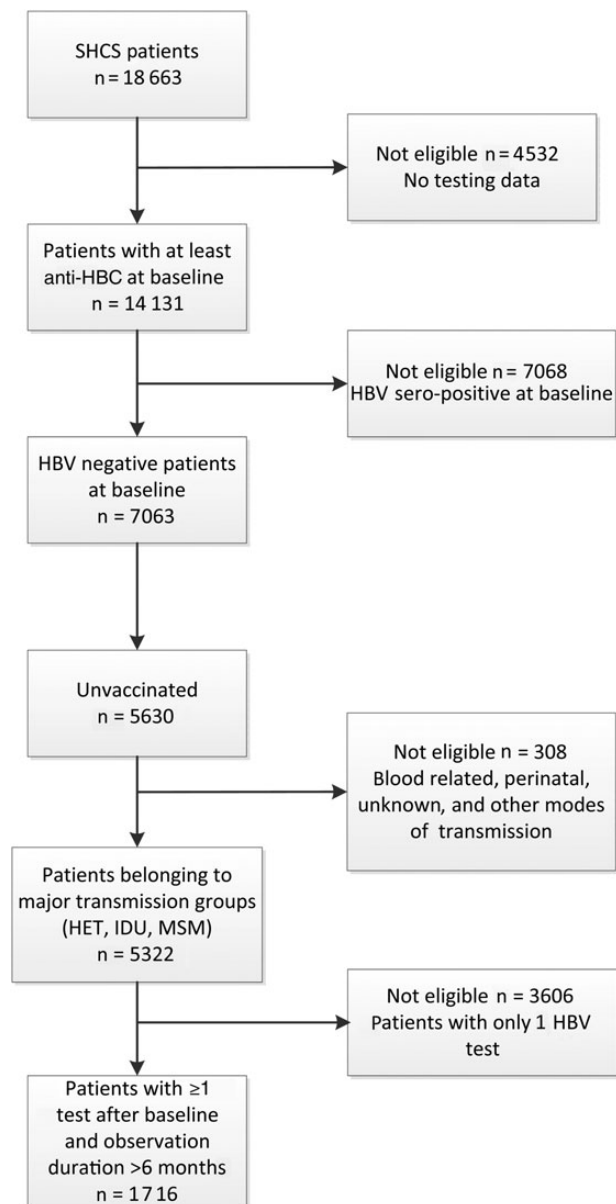 SHCS patients
n = 18 663
Not eligible n = 4532
No testing data
Patients with at least
anti-HBC at baseline
n = 14 131
Not eligible n = 7068
HBV sero-positive at baseline
HBV negative patients
at baseline
n = 7063
Unvaccinated
n = 5630
Not eligible n = 308
Blood related, perinatal,
unknown, and other modes
of transmission
Patients belonging to
major transmission groups
(HET, IDU, MSM)
n = 5322
Not eligible n = 3606
Patients with only 1 HBV
test
Patients with ≥1
test after baseline
and observation
duration >6 months
n = 1716